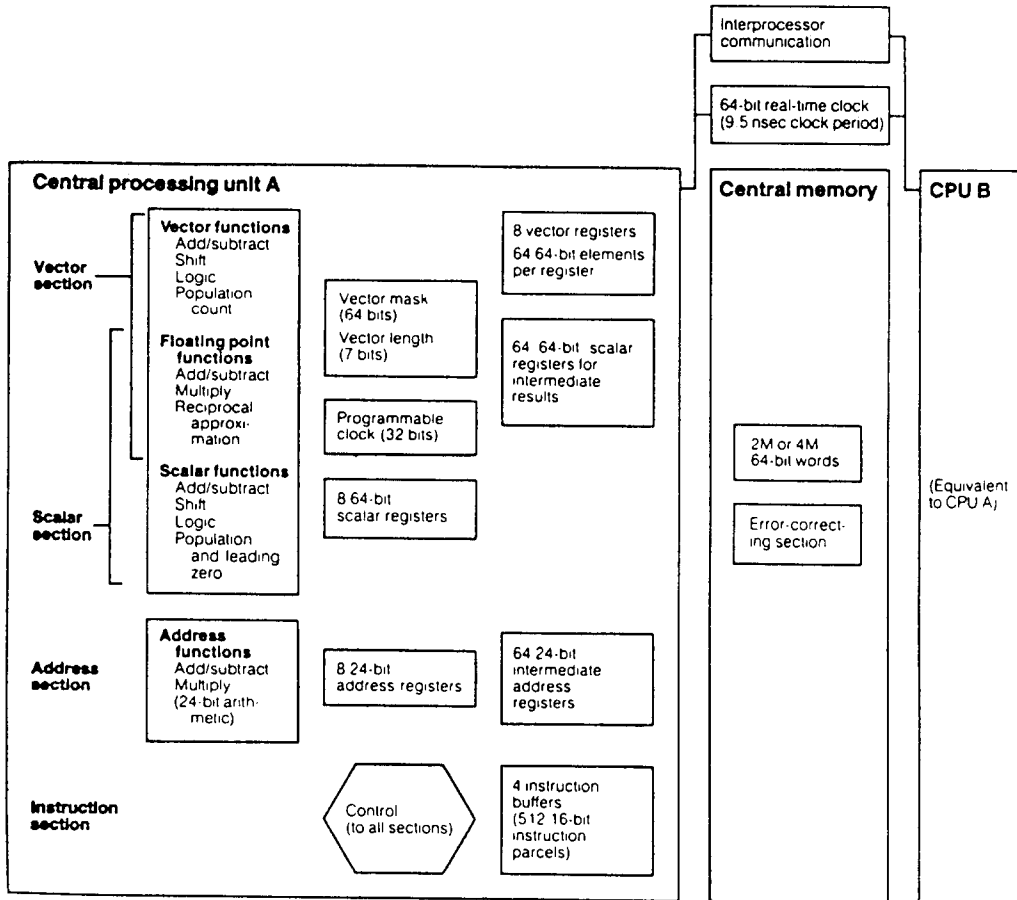 Interprocessor
communication
64-bit real-time clock
(9.5 nsec clock period)
Central processing unit A
Vector
section
Scalar
section
Vector functions
Add/subtract
Shift
Logic
Population
count
Floating point
functions
Add/subtract
Multiply
Reciprocal
approxi-
mation
Scalar functions
Add/subtract
Shift
Logic
Population
and leading
zero
Vector mask
(64 bits)
Vector length
(7 bits)
Programmable
clock (32 bits)
8 64-bit
scalar registers
8 vector registers
64 64-bit elements
per register
64 64-bit scalar
registers for
intermediate
results
Address
section
Address
functions
Add/subtract
Multiply
(24-bit arith-
metic)
8 24-bit
address registers
64 24-bit
intermediate
address
registers
Instruction
section
Control
(to all sections)
4 instruction
buffers
(512 16-bit
instruction
parcels)
Central memory
2M or 4M
64-bit words
Error-correct-
ing section
CPU B
(Equivalent
to CPU A)